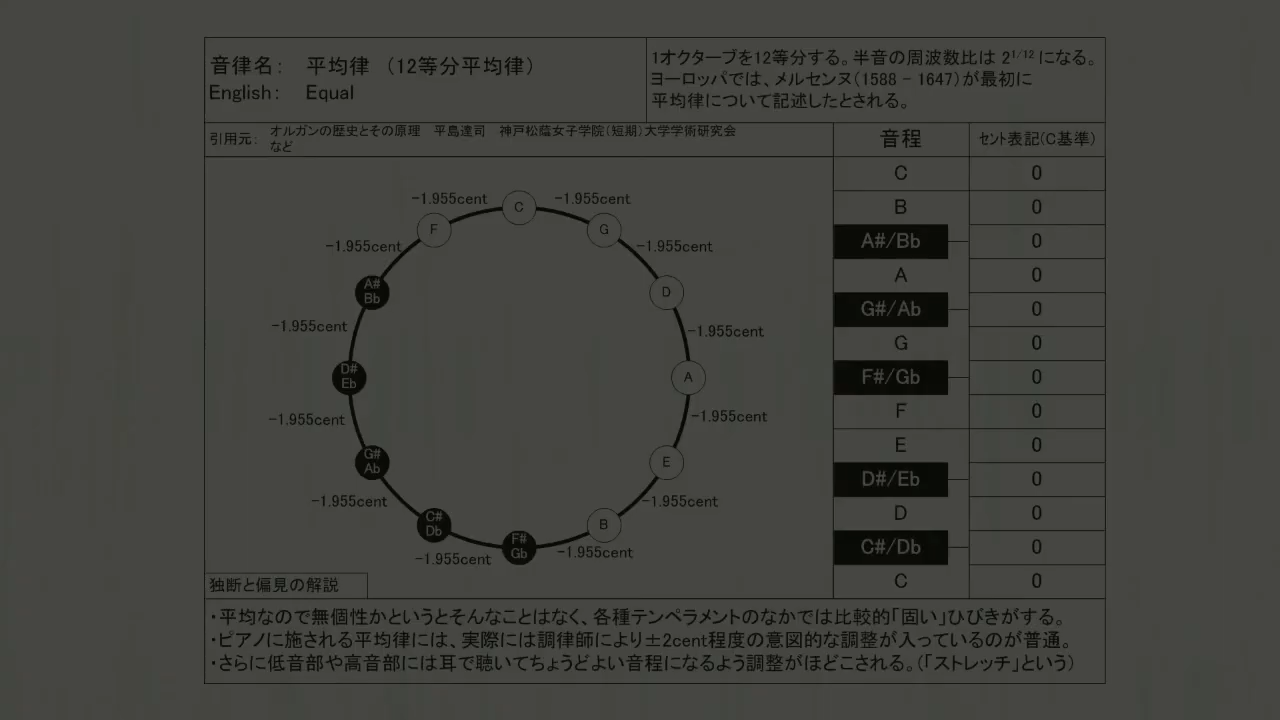 音律名： 平均律 （12等分平均律）
English： Equal
1オクターブを12等分する。半音の周波数比は 2^1/12 になる。
ヨーロッパでは、メルセンヌ（1588 - 1647）が最初に
平均律について記述したとされる。
引用元： オルガンの歴史とその原理 平島達司 神戸松蔭女子学院（短期）大学学術研究会
など
音程 セント表記（C基準）
C 0
B 0
A#/Bb 0
A 0
G#/Ab 0
G 0
F#/Gb 0
F 0
E 0
D#/Eb 0
D 0
C#/Db 0
C 0
-1.955cent -1.955cent
C
F G
-1.955cent -1.955cent
A#
Bb
D
-1.955cent -1.955cent
D#
Eb
A
-1.955cent -1.955cent
G#
Ab
E
-1.955cent -1.955cent
C#
Db
B
F#
Gb
-1.955cent -1.955cent
独断と偏見の解説
・平均なので無個性かというとそんなことはなく、各種テンペラメントのなかでは比較的「固い」ひびきがする。
・ピアノに施される平均律には、実際には調律師により±2cent程度の意図的な調整が入っているのが普通。
・さらに低音部や高音部には耳で聴いてちょうどよい音程になるよう調整がほどこされる。（「ストレッチ」という）